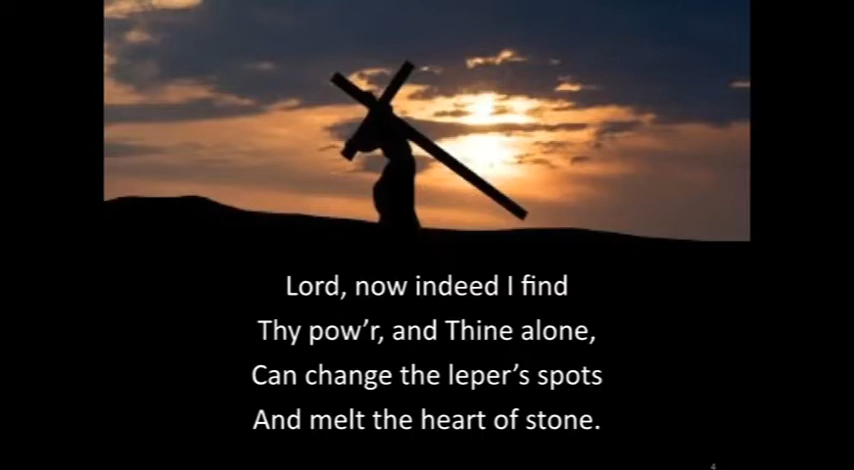 Lord, now indeed I find
Thy pow’r, and Thine alone,
Can change the leper’s spots
And melt the heart of stone.
4